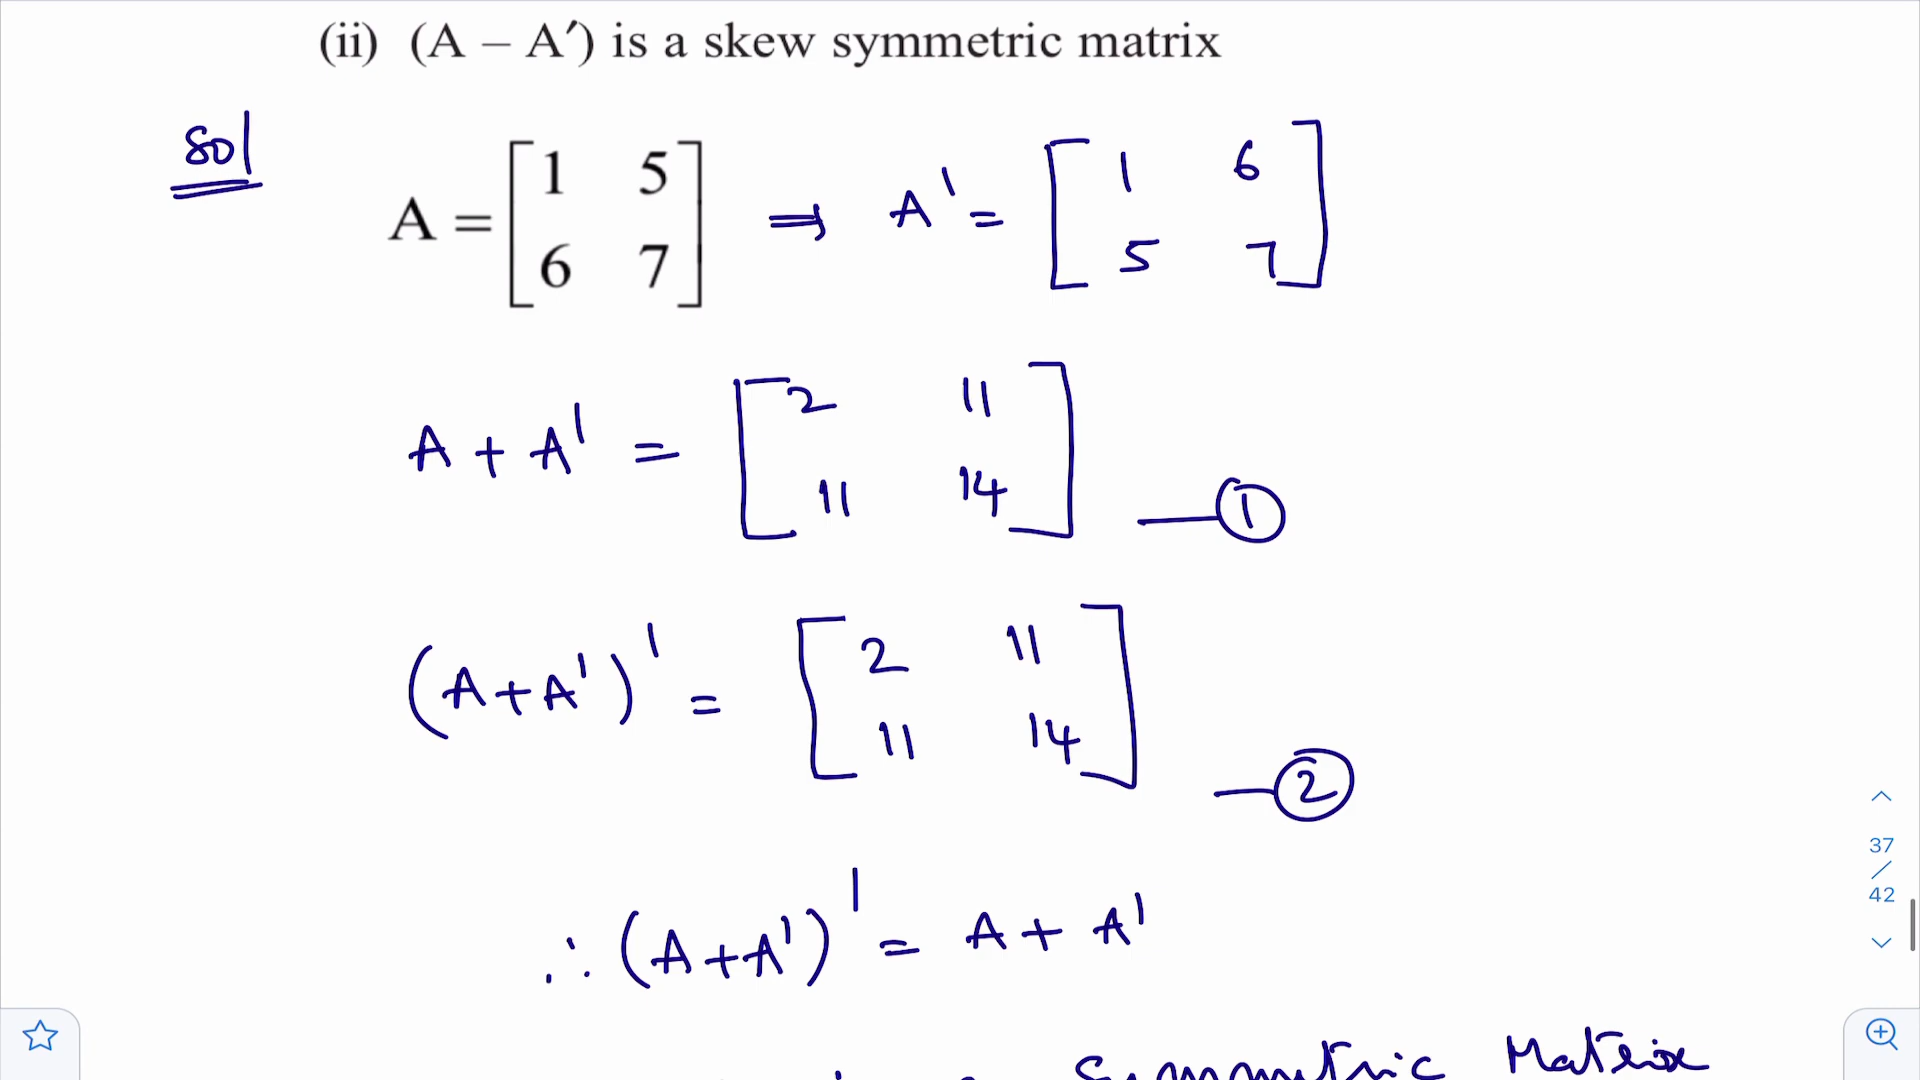 (ii) (A – A′) is a skew symmetric matrix
Sol
A = [1 5
6 7] ⇒ A' = [1 6
5 7]
A + A' = [2 11
11 14] —①
(A+A')' = [2 11
11 14] —②
∴ (A+A')' = A + A'
Symmetric Matrix
37
/
42